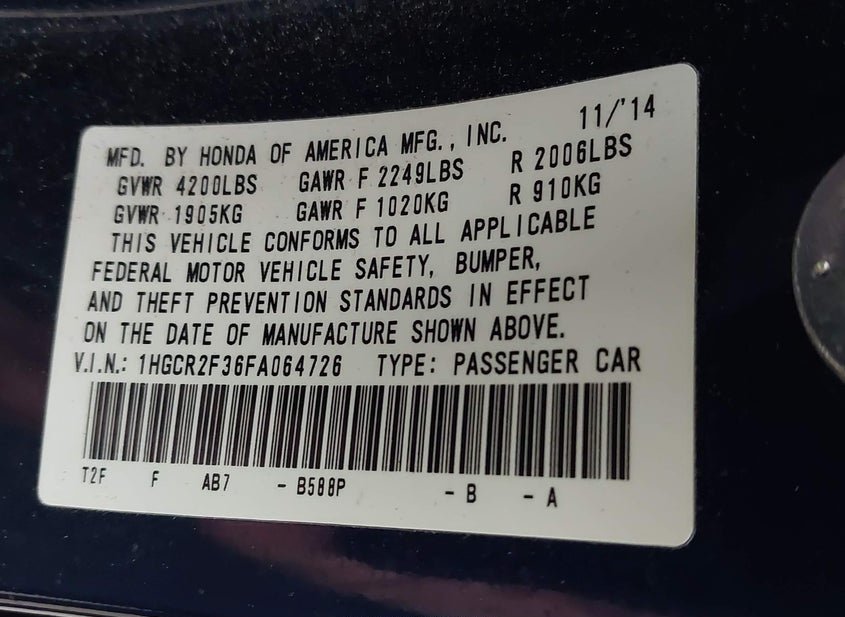 MFD. BY HONDA OF AMERICA MFG., INC. 11/'14
GVWR 4200LBS GAWR F 2249LBS R 2006LBS
GVWR 1905KG GAWR F 1020KG R 910KG
THIS VEHICLE CONFORMS TO ALL APPLICABLE
FEDERAL MOTOR VEHICLE SAFETY, BUMPER,
AND THEFT PREVENTION STANDARDS IN EFFECT
ON THE DATE OF MANUFACTURE SHOWN ABOVE.
V.I.N.: 1HGCR2F36FA064726 TYPE: PASSENGER CAR
T2F F AB7 - B588P - B - A